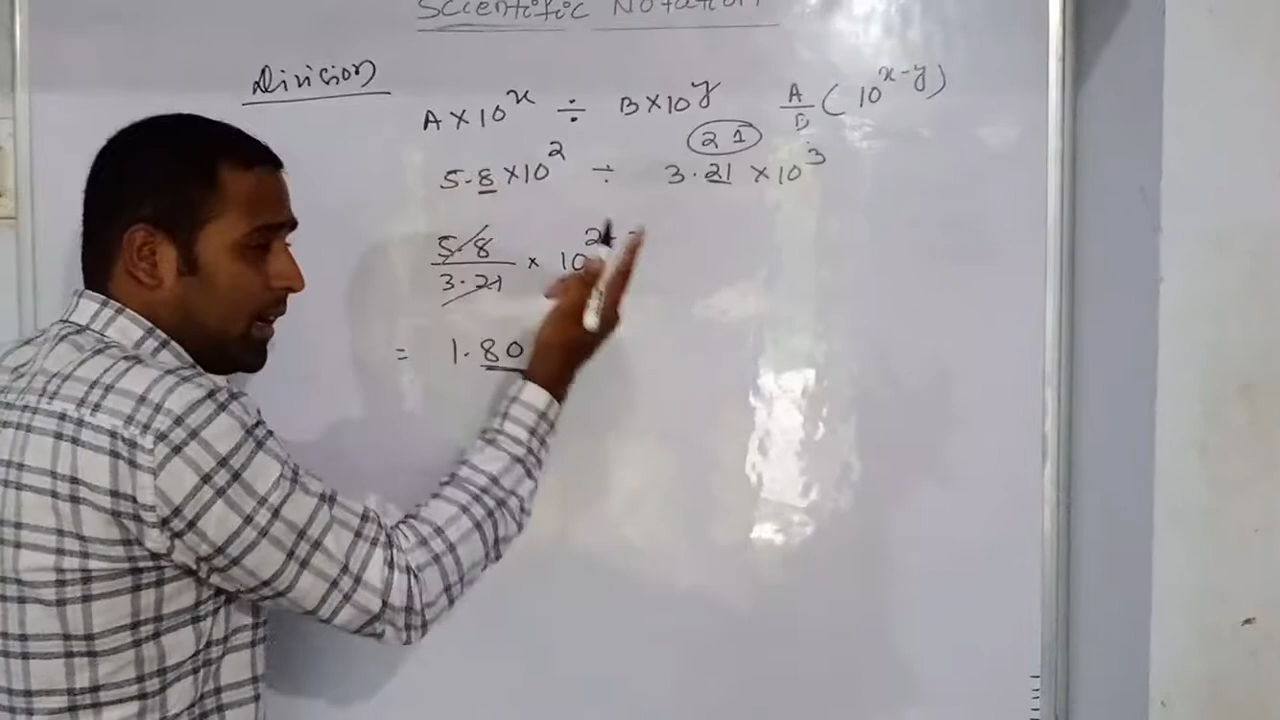 Scientific Notation
Division
A × 10^x ÷ B × 10^y A/B ( 10^x-y )
21
5.8 × 10^2 ÷ 3.21 × 10^3
5.8/3.21 × 10^2
= 1.80